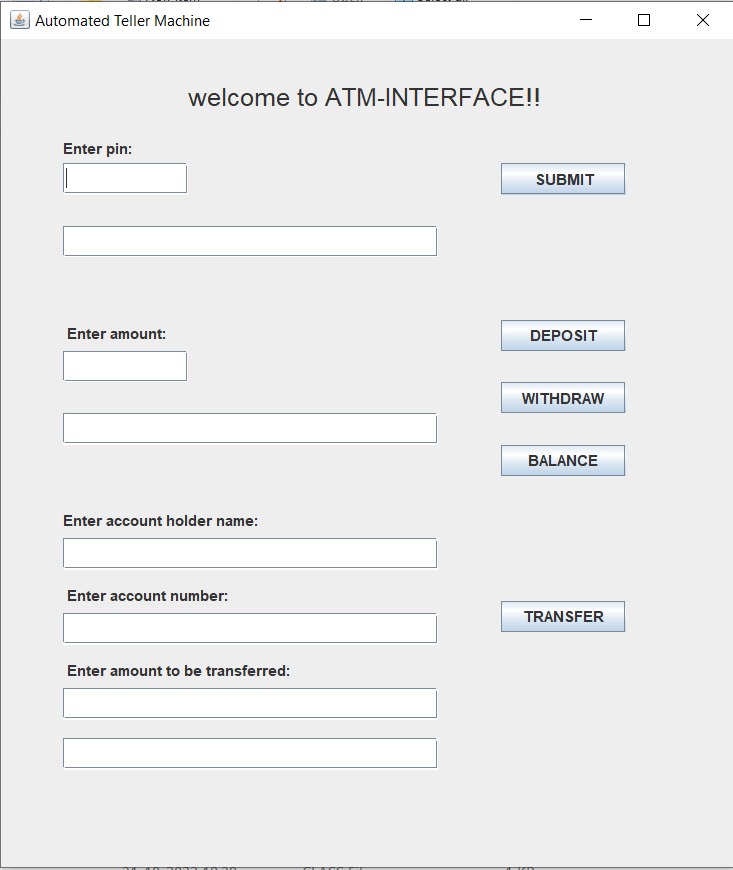 Automated Teller Machine
welcome to ATM-INTERFACE!!
Enter pin:
SUBMIT
Enter amount:
DEPOSIT
WITHDRAW
BALANCE
Enter account holder name:
Enter account number:
TRANSFER
Enter amount to be transferred: